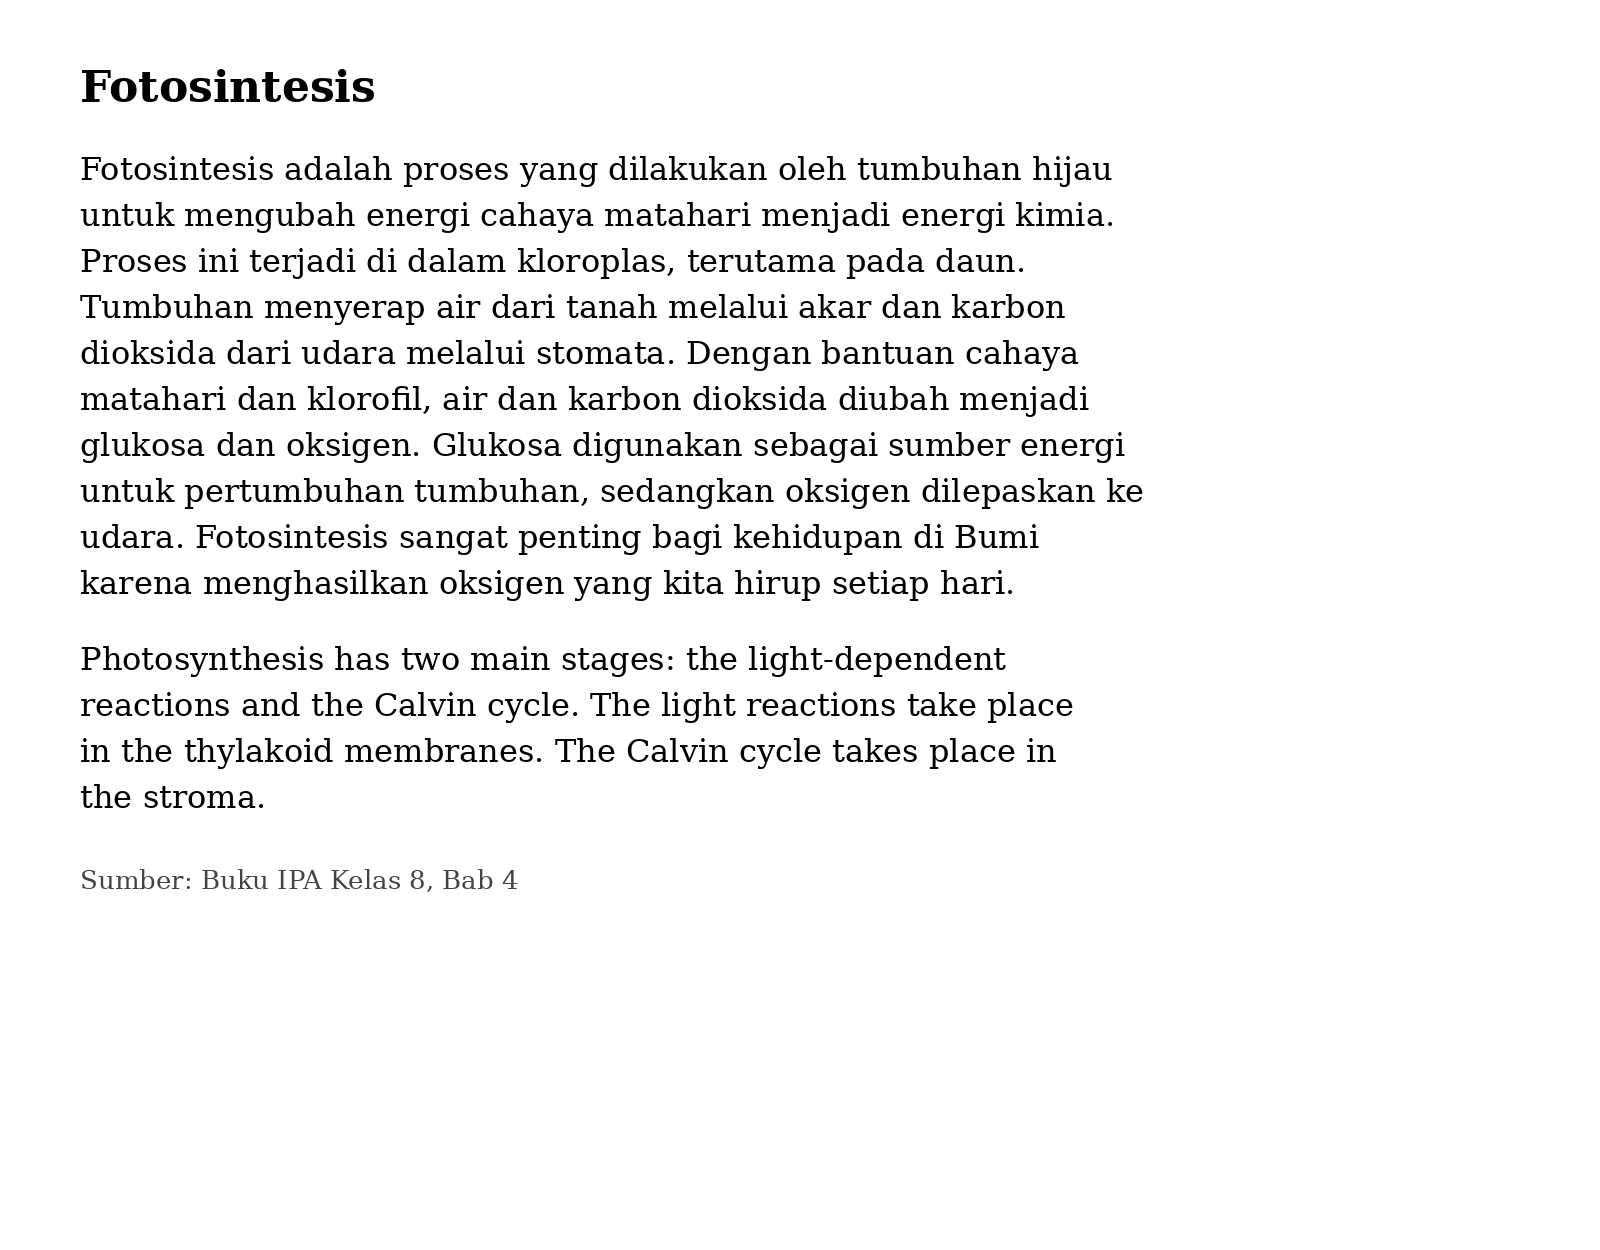 Fotosintesis
Fotosintesis adalah proses yang dilakukan oleh tumbuhan hijau
untuk mengubah energi cahaya matahari menjadi energi kimia.
Proses ini terjadi di dalam kloroplas, terutama pada daun.
Tumbuhan menyerap air dari tanah melalui akar dan karbon
dioksida dari udara melalui stomata. Dengan bantuan cahaya
matahari dan klorofil, air dan karbon dioksida diubah menjadi
glukosa dan oksigen. Glukosa digunakan sebagai sumber energi
untuk pertumbuhan tumbuhan, sedangkan oksigen dilepaskan ke
udara. Fotosintesis sangat penting bagi kehidupan di Bumi
karena menghasilkan oksigen yang kita hirup setiap hari.
Photosynthesis has two main stages: the light-dependent
reactions and the Calvin cycle. The light reactions take place
in the thylakoid membranes. The Calvin cycle takes place in
the stroma.
Sumber: Buku IPA Kelas 8, Bab 4